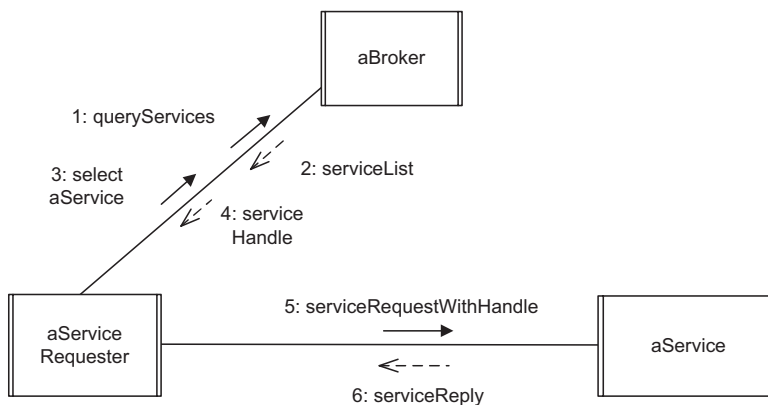 aBroker
1: queryServices
3: select
aService
2: serviceList
4: service
Handle
5: serviceRequestWithHandle
aService
Requester
aService
6: serviceReply